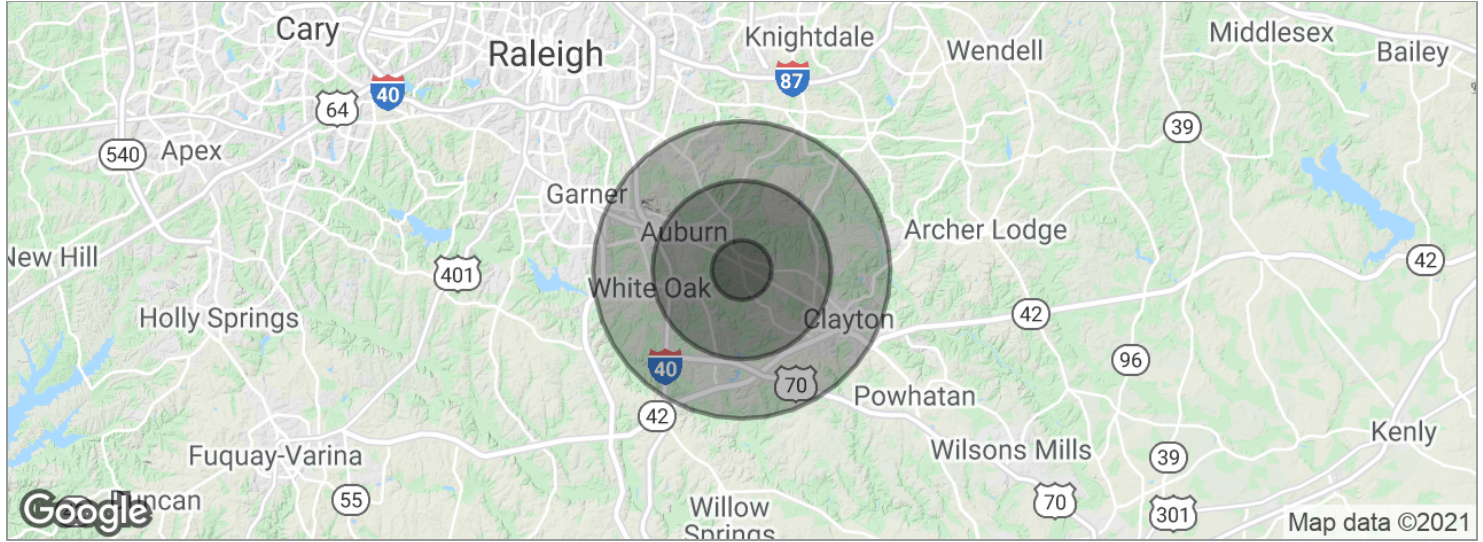 Cary
Raleigh
Knightdale
Wendell
Middlesex
Bailey
40
87
64
39
540
Apex
Garner
Auburn
Archer Lodge
New Hill
401
42
White Oak
Holly Springs
42
Clayton
96
40
70
Powhatan
42
Kenly
Fuquay-Varina
Wilsons Mills
39
55
Duncan
Google
Willow
Springs
70
301
Map data ©2021